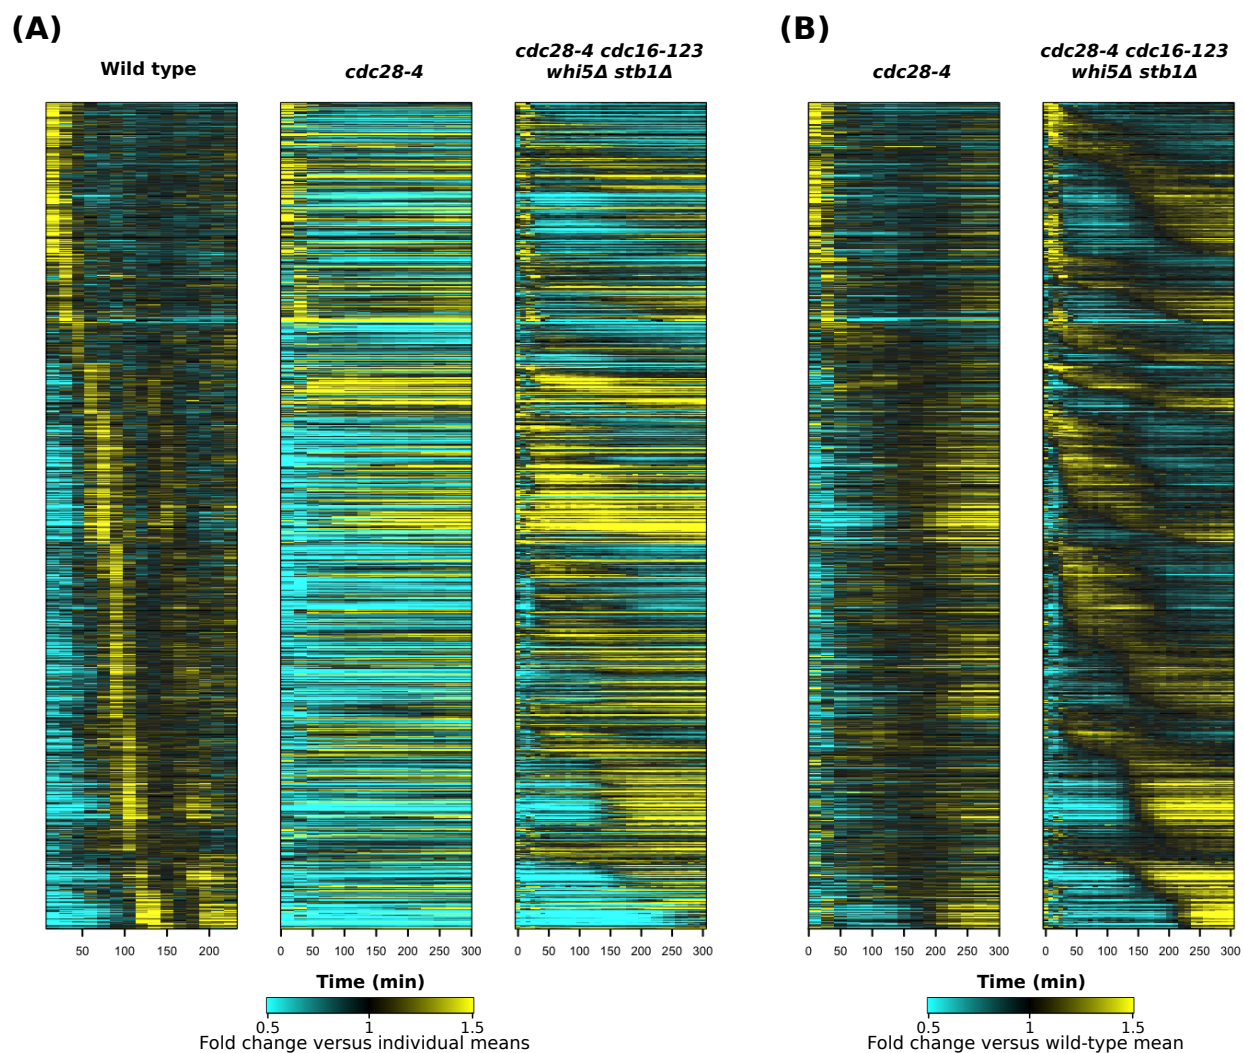 (A)
Wild type
cdc28-4
cdc28-4 cdc16-123
whi5Δ stb1Δ
50 100 150 200
0 50 100 150 200 250 300
0 50 100 150 200 250 300
Time (min)
0.5 1 1.5
Fold change versus individual means
(B)
cdc28-4
cdc28-4 cdc16-123
whi5Δ stb1Δ
0 50 100 150 200 250 300
0 50 100 150 200 250 300
Time (min)
0.5 1 1.5
Fold change versus wild-type mean